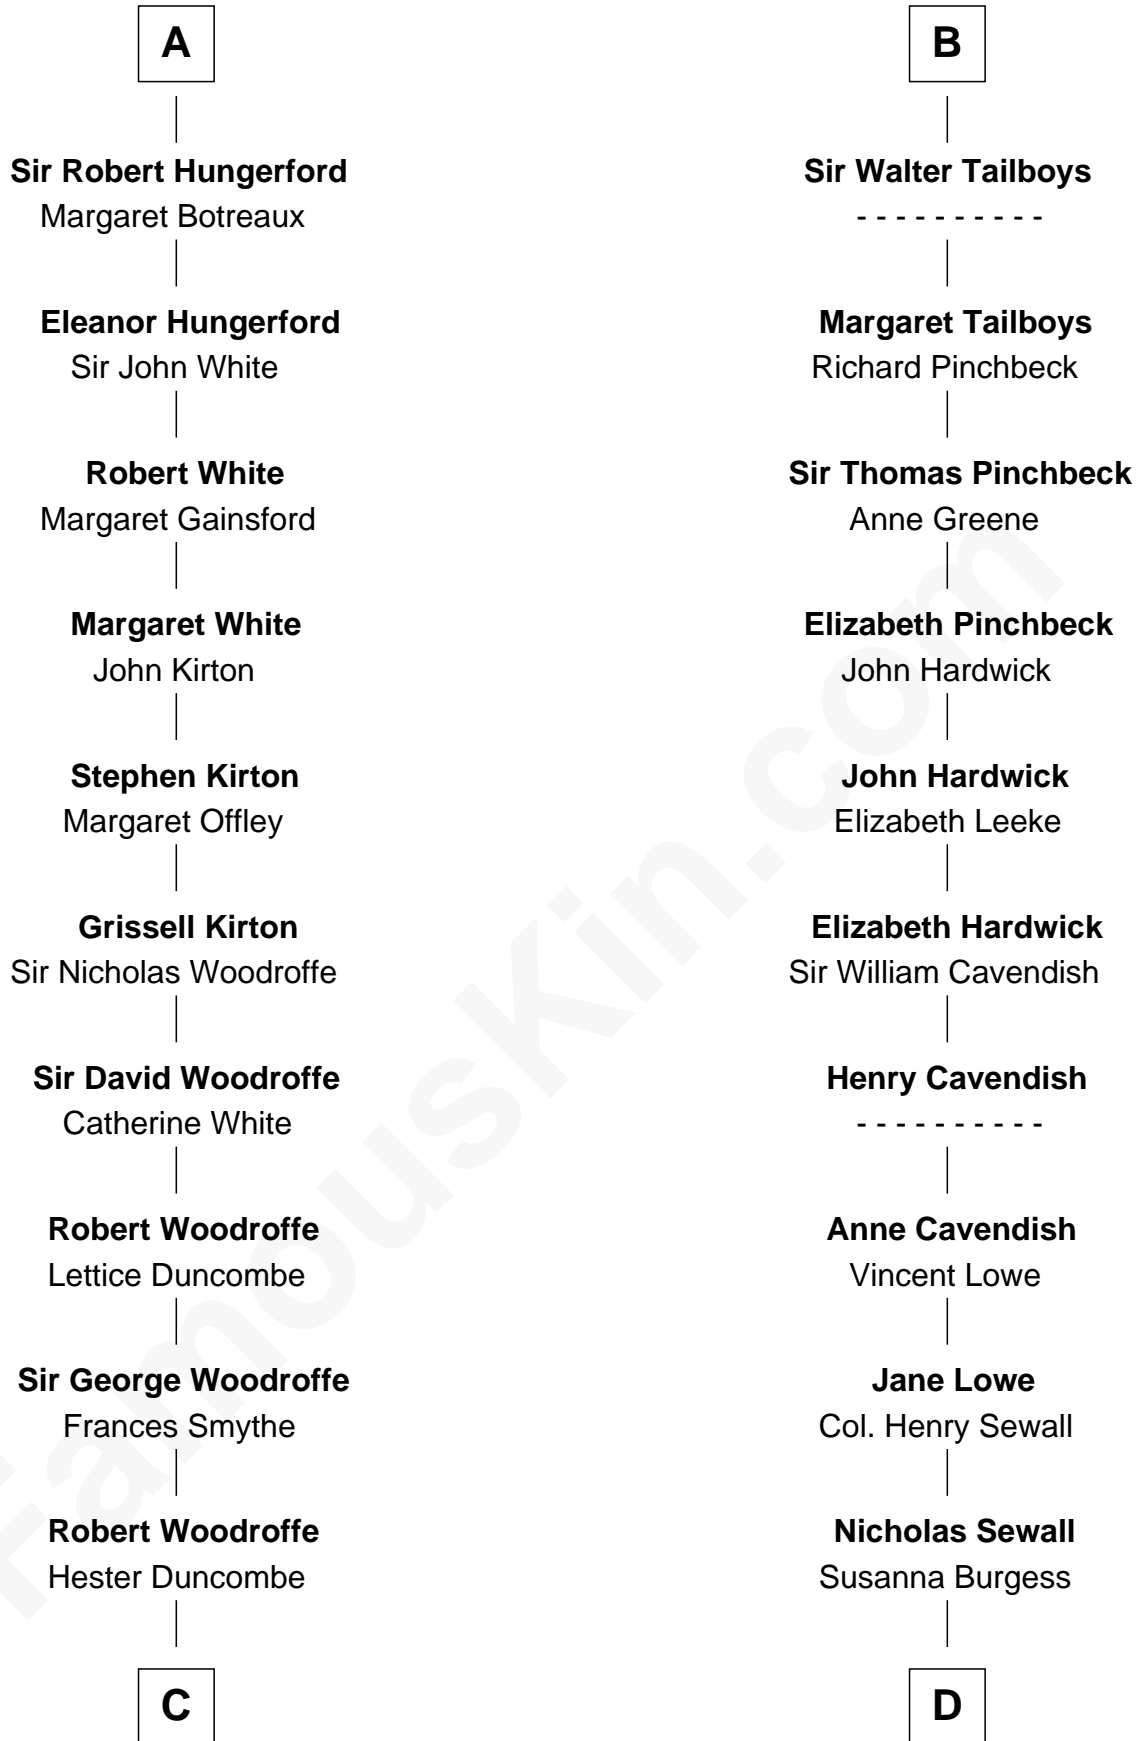 A
Sir Robert Hungerford
Margaret Botreaux
Eleanor Hungerford
Sir John White
Robert White
Margaret Gainsford
Margaret White
John Kirton
Stephen Kirton
Margaret Offley
Grissell Kirton
Sir Nicholas Woodroffe
Sir David Woodroffe
Catherine White
Robert Woodroffe
Lettice Duncombe
Sir George Woodroffe
Frances Smythe
Robert Woodroffe
Hester Duncombe
C
B
Sir Walter Tailboys
- - - - - - - - - -
Margaret Tailboys
Richard Pinchbeck
Sir Thomas Pinchbeck
Anne Greene
Elizabeth Pinchbeck
John Hardwick
John Hardwick
Elizabeth Leeke
Elizabeth Hardwick
Sir William Cavendish
Henry Cavendish
- - - - - - - - - -
Anne Cavendish
Vincent Lowe
Jane Lowe
Col. Henry Sewall
Nicholas Sewall
Susanna Burgess
D
FamousKin.com